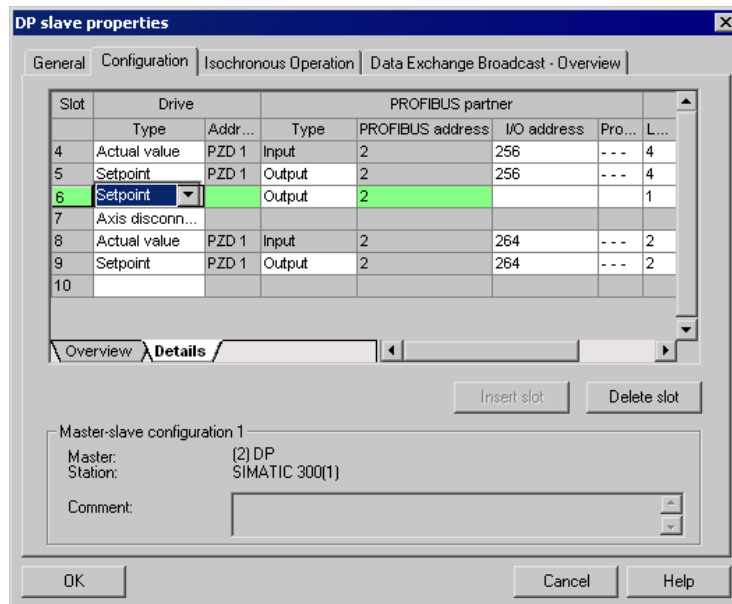 DP slave properties
General Configuration Isochronous Operation Data Exchange Broadcast - Overview
Slot Drive PROFIBUS partner
Type Addr... Type PROFIBUS address I/O address Pro... L...
4 Actual value PZD 1 Input 2 256 - - - 4
5 Setpoint PZD 1 Output 2 256 - - - 4
6 Setpoint Output 2 1
7 Axis disconn...
8 Actual value PZD 1 Input 2 264 - - - 2
9 Setpoint PZD 1 Output 2 264 - - - 2
10
Overview Details
Insert slot Delete slot
Master-slave configuration 1
Master: (2) DP
Station: SIMATIC 300(1)
Comment:
OK Cancel Help